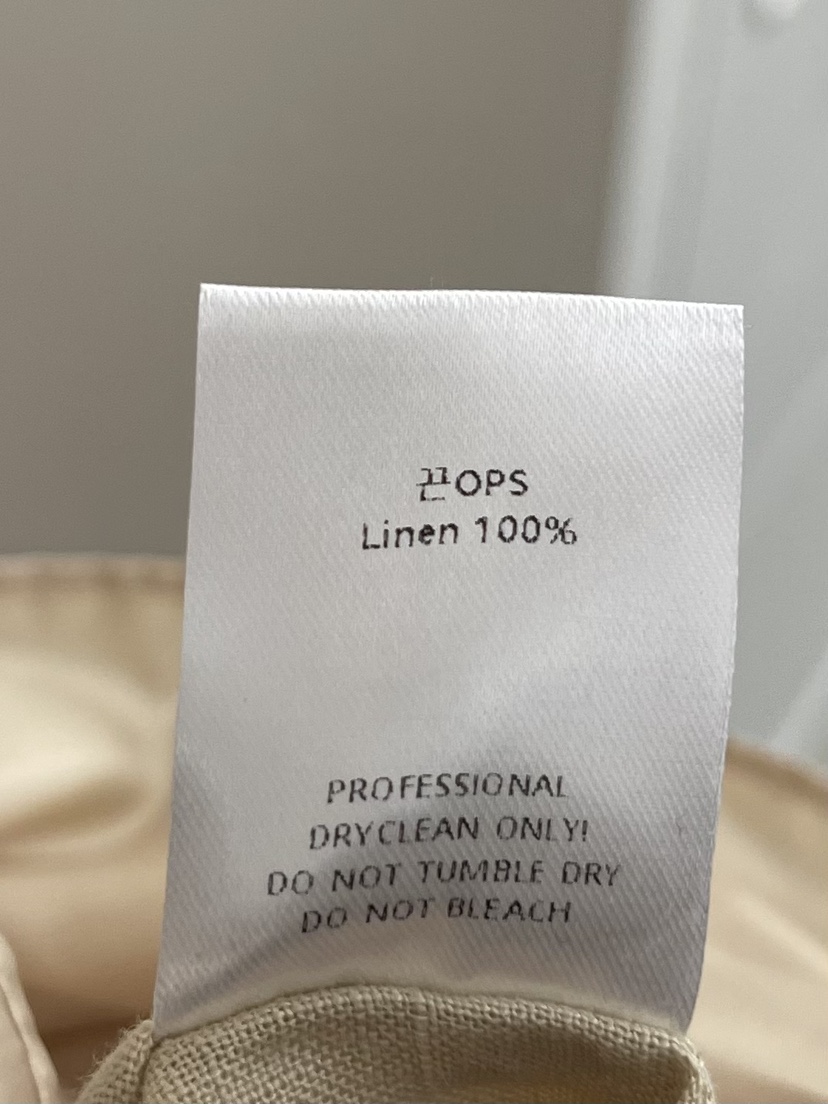 끈OPS
Linen 100%
PROFESSIONAL
DRYCLEAN ONLY!
DO NOT TUMBLE DRY
DO NOT BLEACH